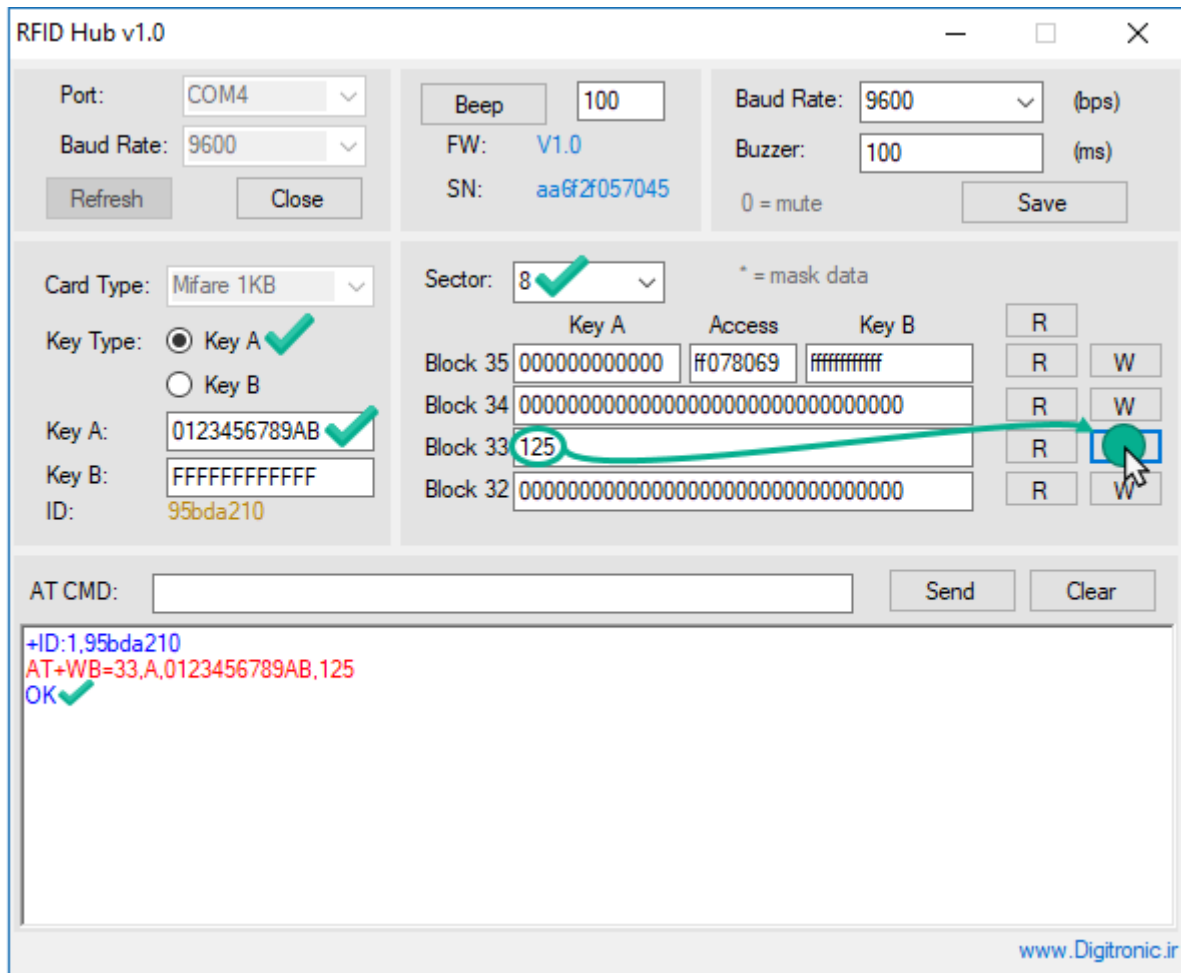 RFID Hub v1.0
Port: COM4
Baud Rate: 9600
Refresh Close
Beep 100
FW: V1.0
SN: aa6f2f057045
Baud Rate: 9600 (bps)
Buzzer: 100 (ms)
0 = mute Save
Card Type: Mifare 1KB
Key Type: Key A
Key B
Key A: 0123456789AB
Key B: FFFFFFFFFFFF
ID: 95bda210
Sector: 8 * = mask data
Key A Access Key B R
Block 35 000000000000 ff078069 ffffffffffff R W
Block 34 00000000000000000000000000000000 R W
Block 33 125 R
Block 32 00000000000000000000000000000000 R W
AT CMD: Send Clear
+ID:1,95bda210
AT+WB=33,A,0123456789AB,125
OK
www.Digitronic.ir